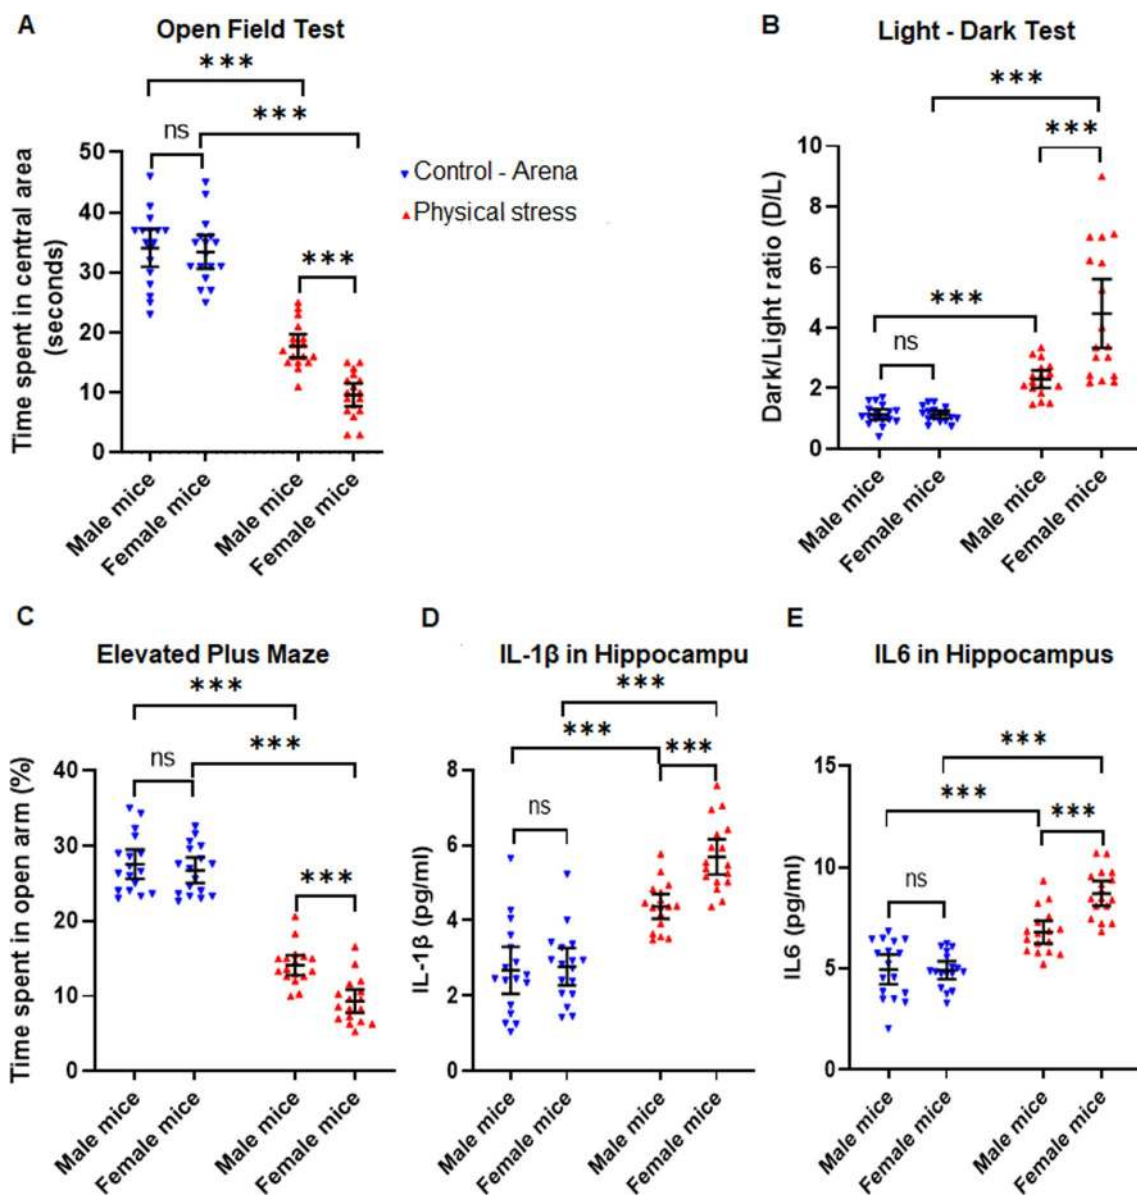 A
Open Field Test
***
***
ns
***
50
40
30
20
10
0
Time spent in central area
(seconds)
Male mice
Female mice
Male mice
Female mice
Control - Arena
Physical stress
B
Light - Dark Test
***
***
***
ns
10
8
6
4
2
0
Dark/Light ratio (D/L)
Male mice
Female mice
Male mice
Female mice
C
Elevated Plus Maze
***
***
ns
***
40
30
20
10
0
Time spent in open arm (%)
Male mice
Female mice
Male mice
Female mice
D
IL-1β in Hippocampu
***
***
***
ns
8
6
4
2
0
IL-1β (pg/ml)
Male mice
Female mice
Male mice
Female mice
E
IL6 in Hippocampus
***
***
***
ns
15
10
5
0
IL6 (pg/ml)
Male mice
Female mice
Male mice
Female mice